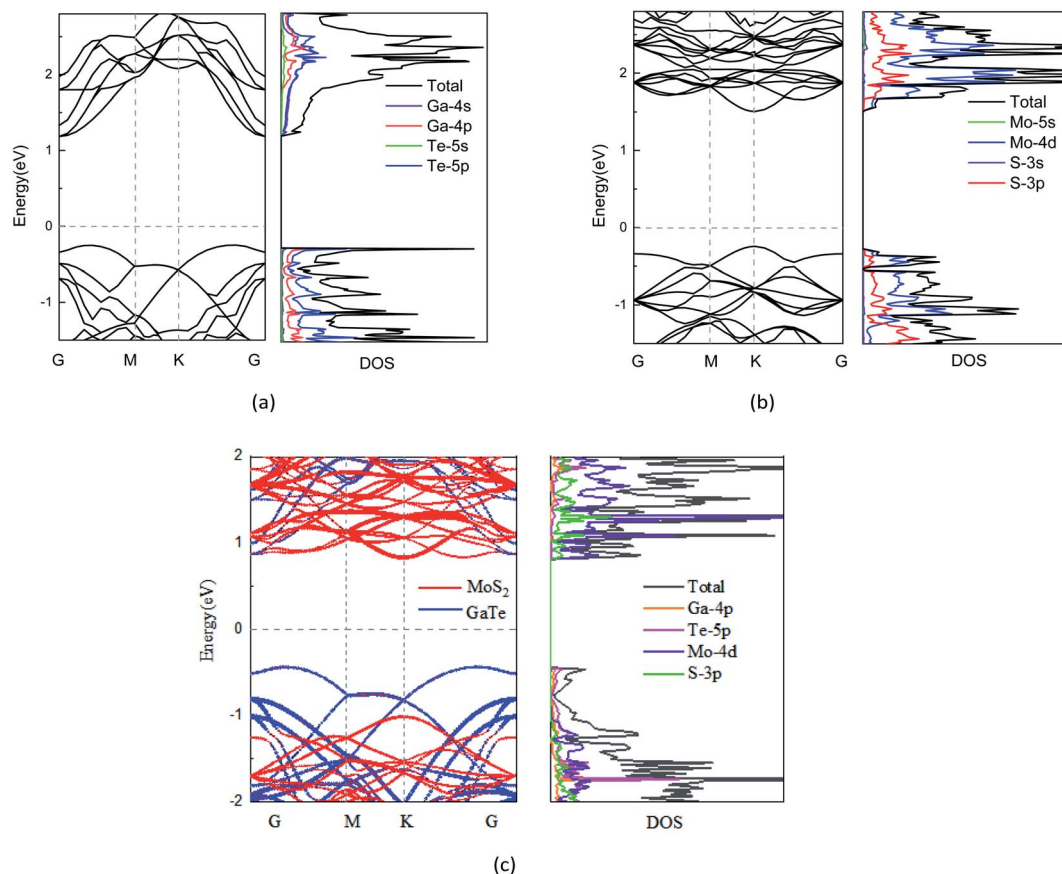 Energy(eV)
2
1
0
-1
G M K G
Total
Ga-4s
Ga-4p
Te-5s
Te-5p
DOS
(a)
Energy(eV)
2
1
0
-1
G M K G
Total
Mo-5s
Mo-4d
S-3s
S-3p
DOS
(b)
Energy(eV)
2
1
0
-1
-2
G M K G
MoS2
GaTe
Total
Ga-4p
Te-5p
Mo-4d
S-3p
DOS
(c)